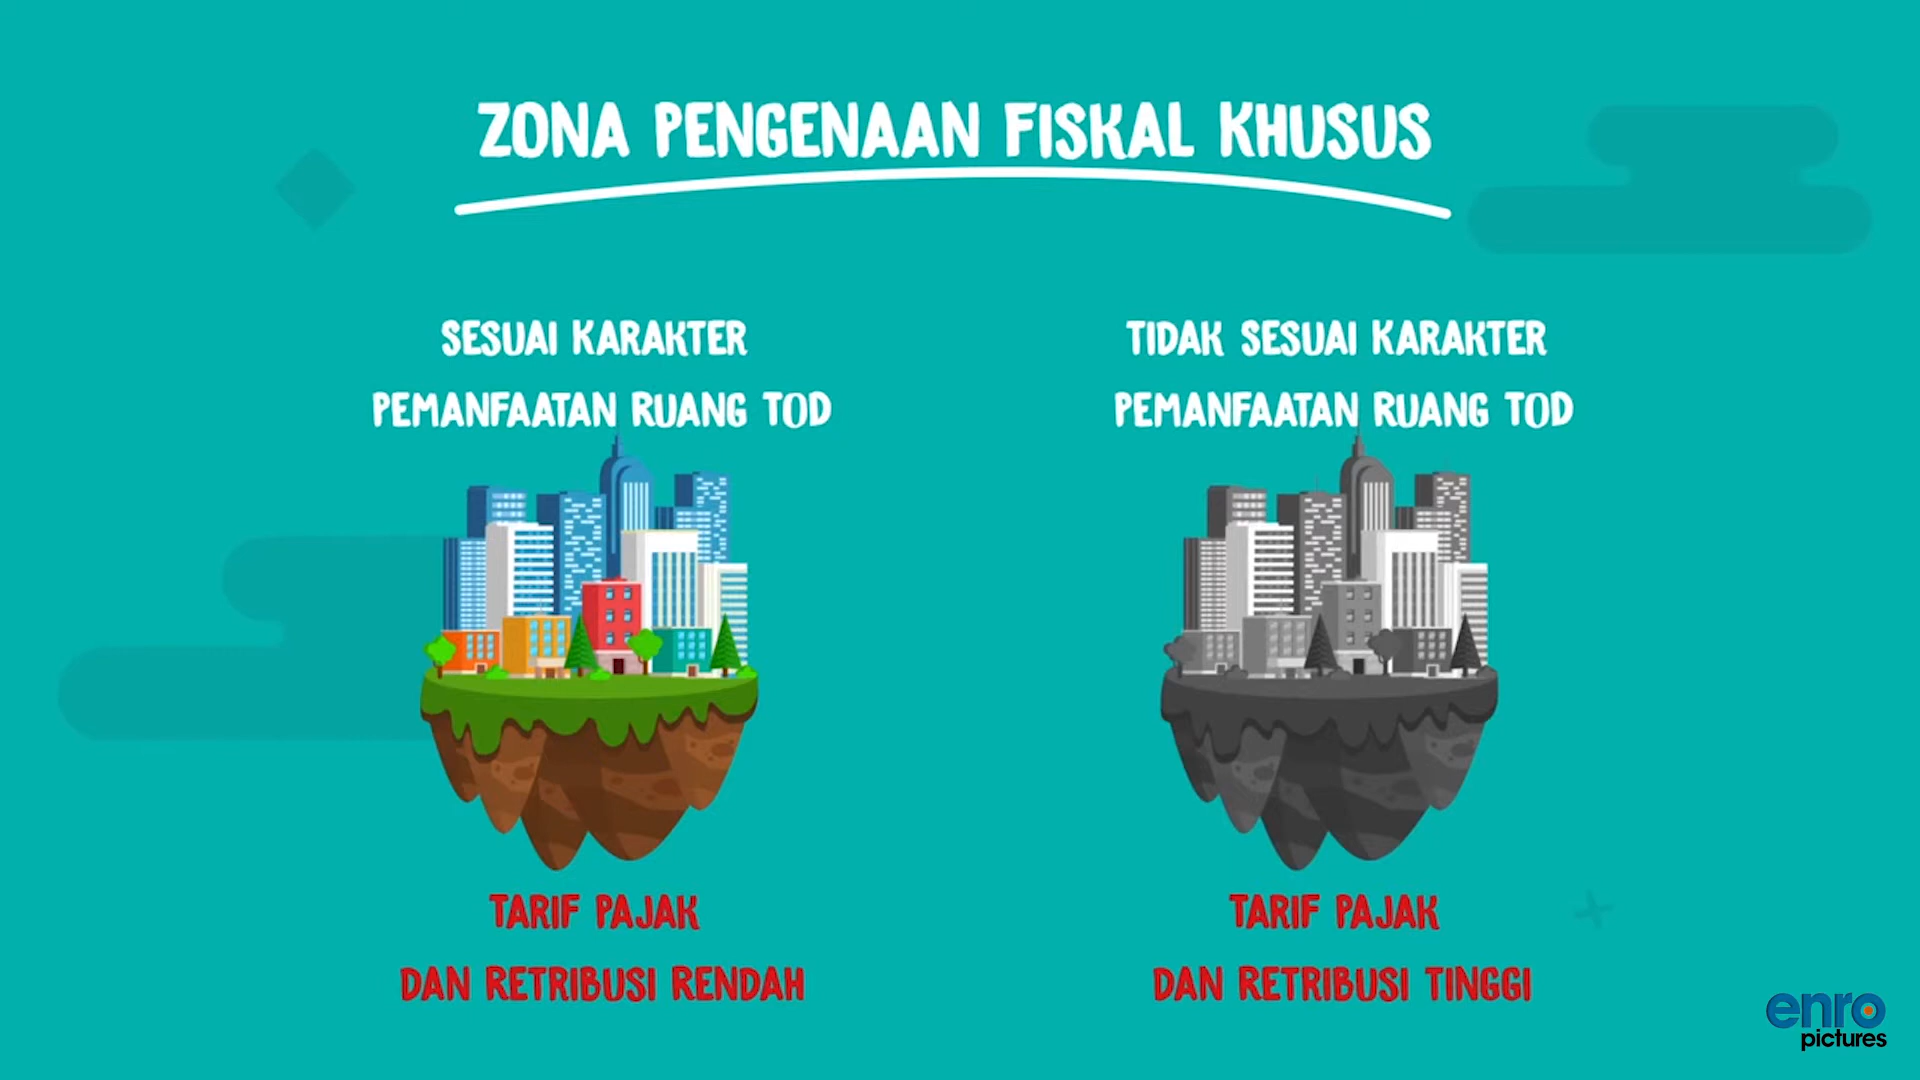 ZONA PENGENAAN FISKAL KHUSUS
SESUAI KARAKTER
PEMANFAATAN RUANG TOD
TARIF PAJAK
DAN RETRIBUSI RENDAH
TIDAK SESUAI KARAKTER
PEMANFAATAN RUANG TOD
TARIF PAJAK
DAN RETRIBUSI TINGGI
enro
pictures